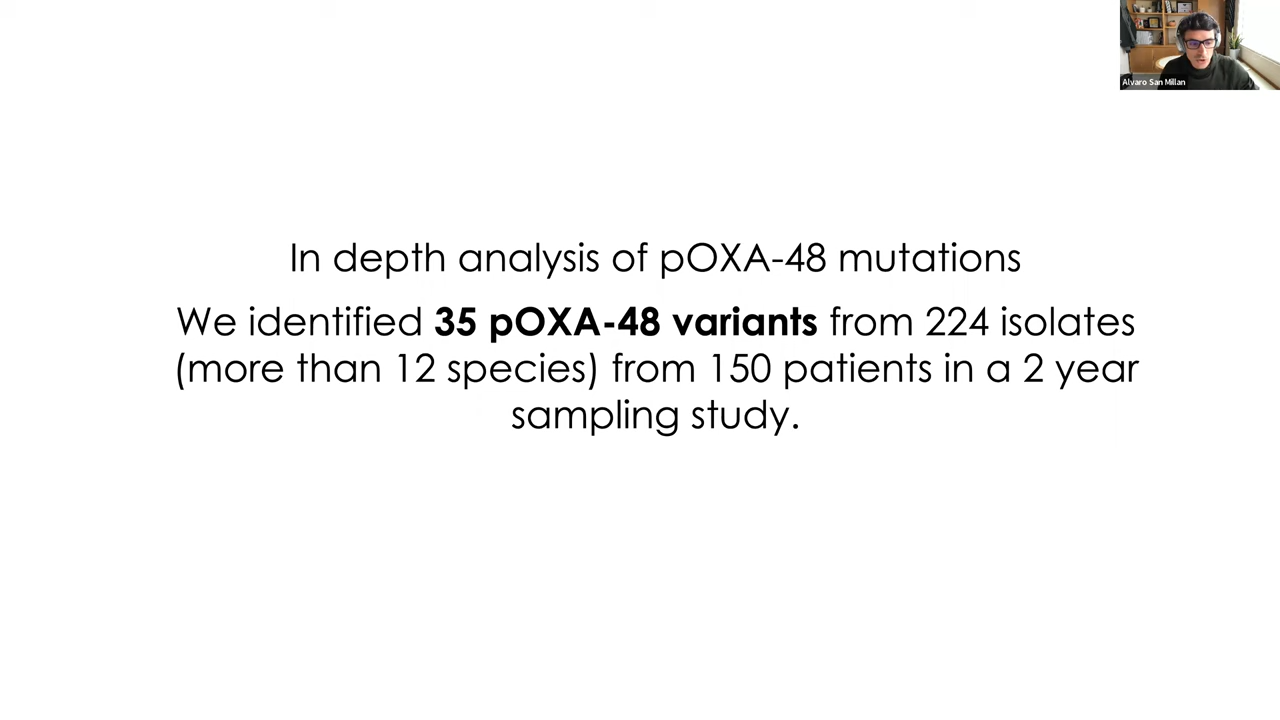 Alvaro San Millan
In depth analysis of pOXA-48 mutations
We identified 35 pOXA-48 variants from 224 isolates
(more than 12 species) from 150 patients in a 2 year
sampling study.